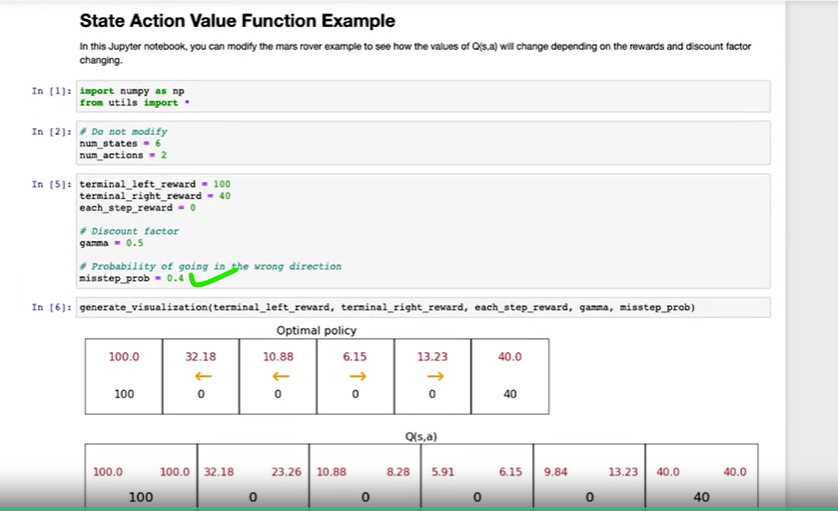 State Action Value Function Example
In this Jupyter notebook, you can modify the mars rover example to see how the values of Q(s,a) will change depending on the rewards and discount factor
changing.
In [1]: import numpy as np
from utils import *
In [2]: # Do not modify
num_states = 6
num_actions = 2
In [5]: terminal_left_reward = 100
terminal_right_reward = 40
each_step_reward = 0
# Discount factor
gamma = 0.5
# Probability of going in the wrong direction
misstep_prob = 0.4
In [6]: generate_visualization(terminal_left_reward, terminal_right_reward, each_step_reward, gamma, misstep_prob)
Optimal policy
100.0 32.18 10.88 6.15 13.23 40.0
← ← → →
100 0 0 0 0 40
Q(s,a)
100.0 100.0 32.18 23.26 10.88 8.28 5.91 6.15 9.84 13.23 40.0 40.0
100 0 0 0 0 40